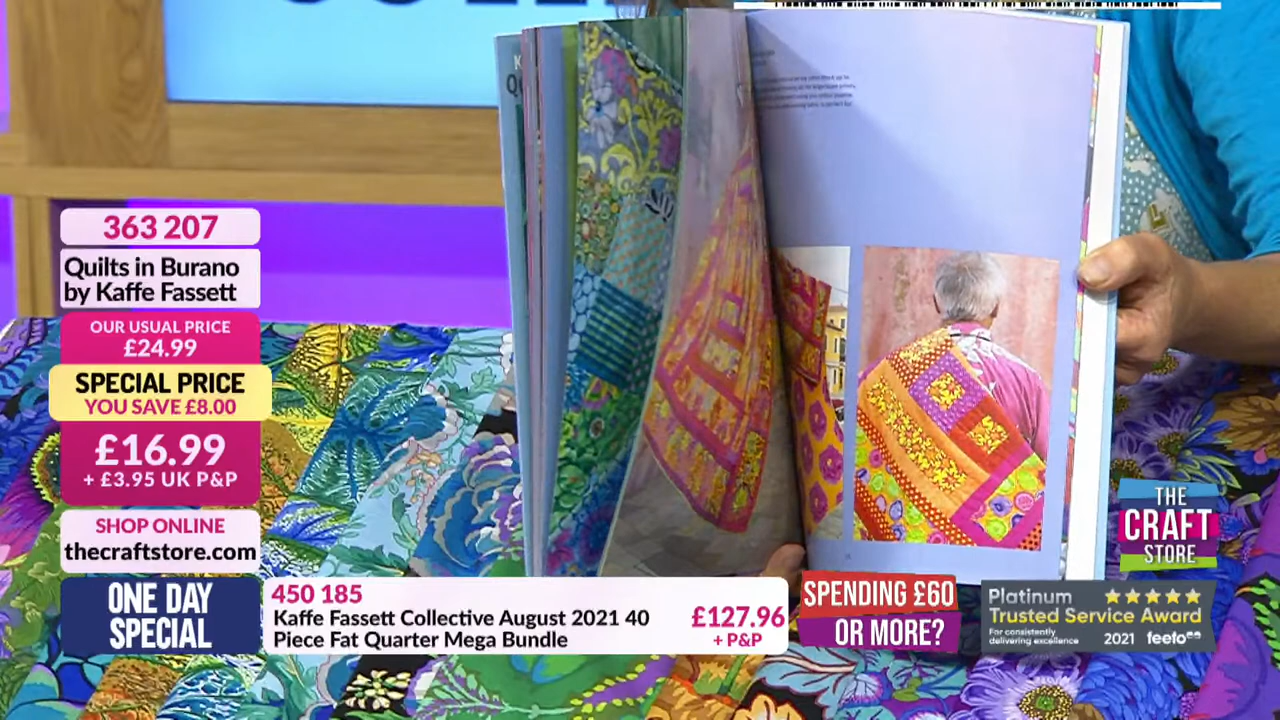 363 207
Quilts in Burano
by Kaffe Fassett
OUR USUAL PRICE
£24.99
SPECIAL PRICE
YOU SAVE £8.00
£16.99
+ £3.95 UK P&P
SHOP ONLINE
thecraftstore.com
ONE DAY
SPECIAL
450 185
Kaffe Fassett Collective August 2021 40
Piece Fat Quarter Mega Bundle
£127.96
+ P&P
SPENDING £60
OR MORE?
THE
CRAFT
STORE
Platinum
Trusted Service Award
For consistently
delivering excellence
2021 feefo